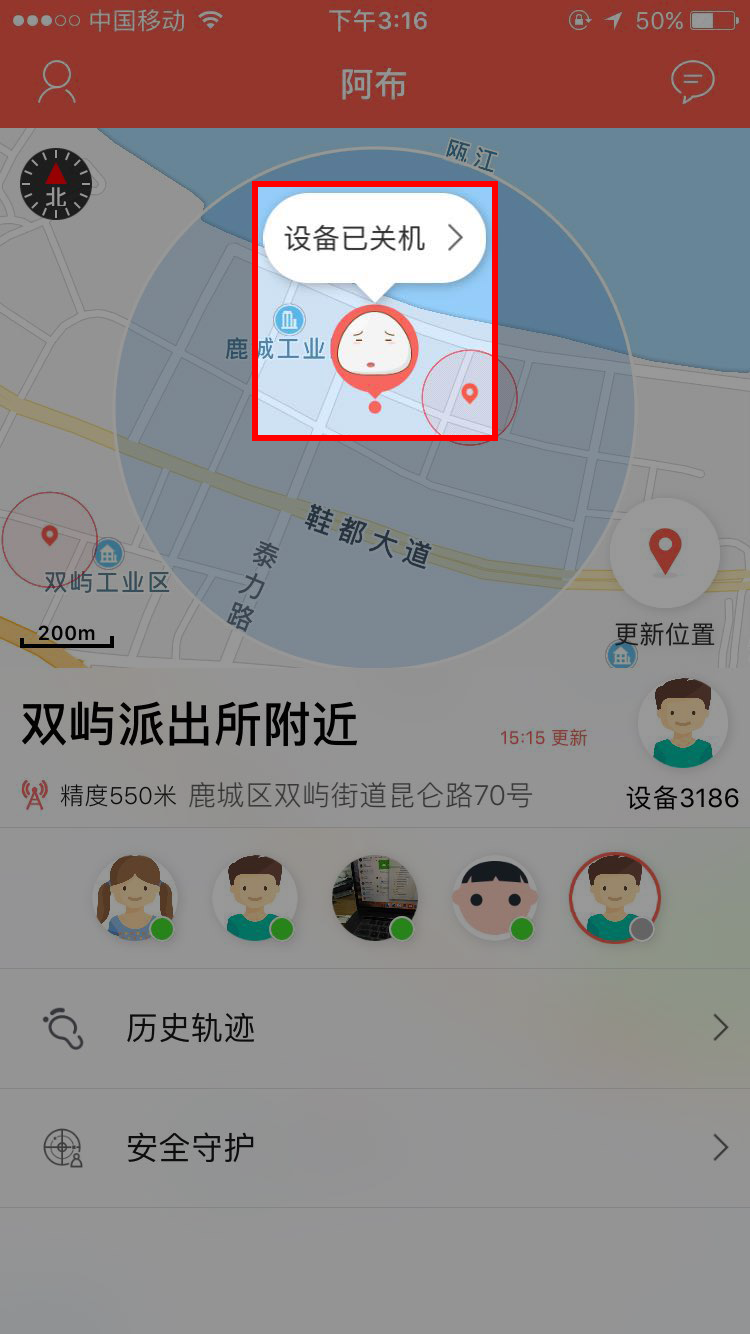 中国移动 下午3:16 50%
阿布
瓯江
北
设备已关机
鹿城工业
鞋都大道
泰力路
双屿工业区
200m
更新位置
双屿派出所附近
15:15 更新
精度550米 鹿城区双屿街道昆仑路70号
设备3186
历史轨迹
安全守护